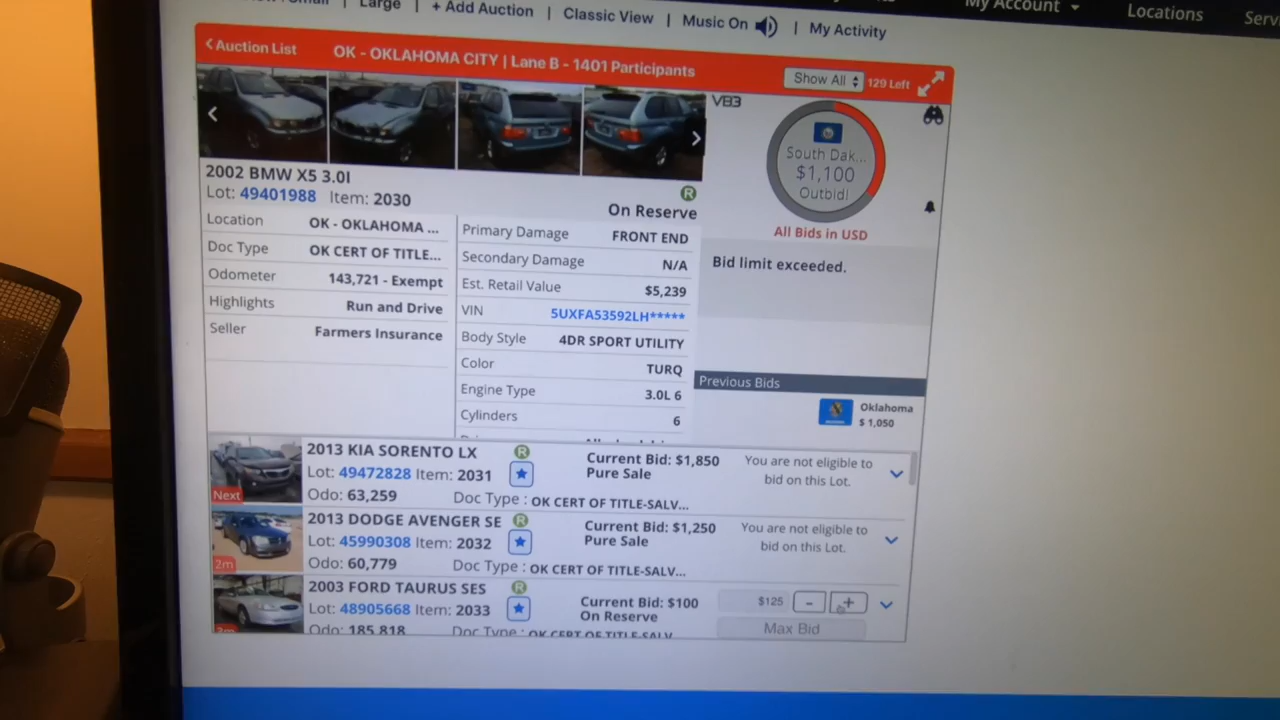 Large | + Add Auction | Classic View | Music On | My Activity
My Account
Locations
Auction List
OK - OKLAHOMA CITY | Lane B - 1401 Participants
Show All
129 Left
VB3
South Dak...
$1,100
Outbid!
All Bids in USD
Bid limit exceeded.
2002 BMW X5 3.0I
Lot: 49401988 Item: 2030
R
On Reserve
Location OK - OKLAHOMA ...
Doc Type OK CERT OF TITLE...
Odometer 143,721 - Exempt
Highlights Run and Drive
Seller Farmers Insurance
Primary Damage FRONT END
Secondary Damage N/A
Est. Retail Value $5,239
VIN 5UXFA53592LH*****
Body Style 4DR SPORT UTILITY
Color TURQ
Engine Type 3.0L 6
Cylinders 6
Previous Bids
Oklahoma
$ 1,050
2013 KIA SORENTO LX R
Lot: 49472828 Item: 2031
Next
Odo: 63,259
Doc Type : OK CERT OF TITLE-SALV...
Current Bid: $1,850
Pure Sale
You are not eligible to
bid on this Lot.
2013 DODGE AVENGER SE R
Lot: 45990308 Item: 2032
2m
Odo: 60,779
Doc Type : OK CERT OF TITLE-SALV...
Current Bid: $1,250
Pure Sale
You are not eligible to
bid on this Lot.
2003 FORD TAURUS SES R
Lot: 48905668 Item: 2033
Odo: 185,818
Doc Type : OK CERT OF TITLE-SALV
Current Bid: $100
On Reserve
$125 - +
Max Bid